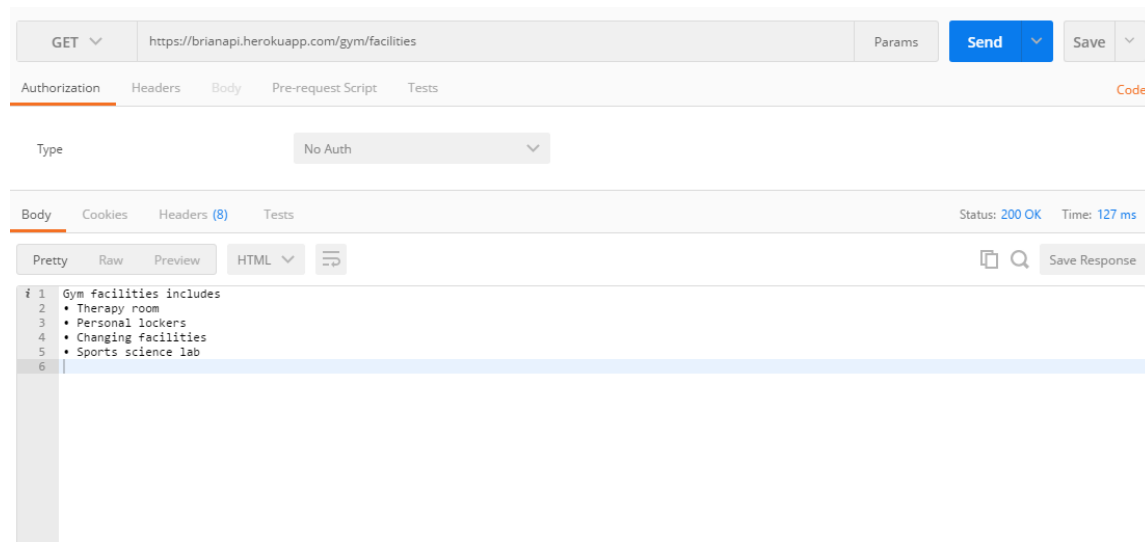 GET https://brianapi.herokuapp.com/gym/facilities Params Send Save
Authorization Headers Body Pre-request Script Tests Code
Type No Auth
Body Cookies Headers (8) Tests Status: 200 OK Time: 127 ms
Pretty Raw Preview HTML Save Response
i 1 Gym facilities includes
2 • Therapy room
3 • Personal lockers
4 • Changing facilities
5 • Sports science lab
6